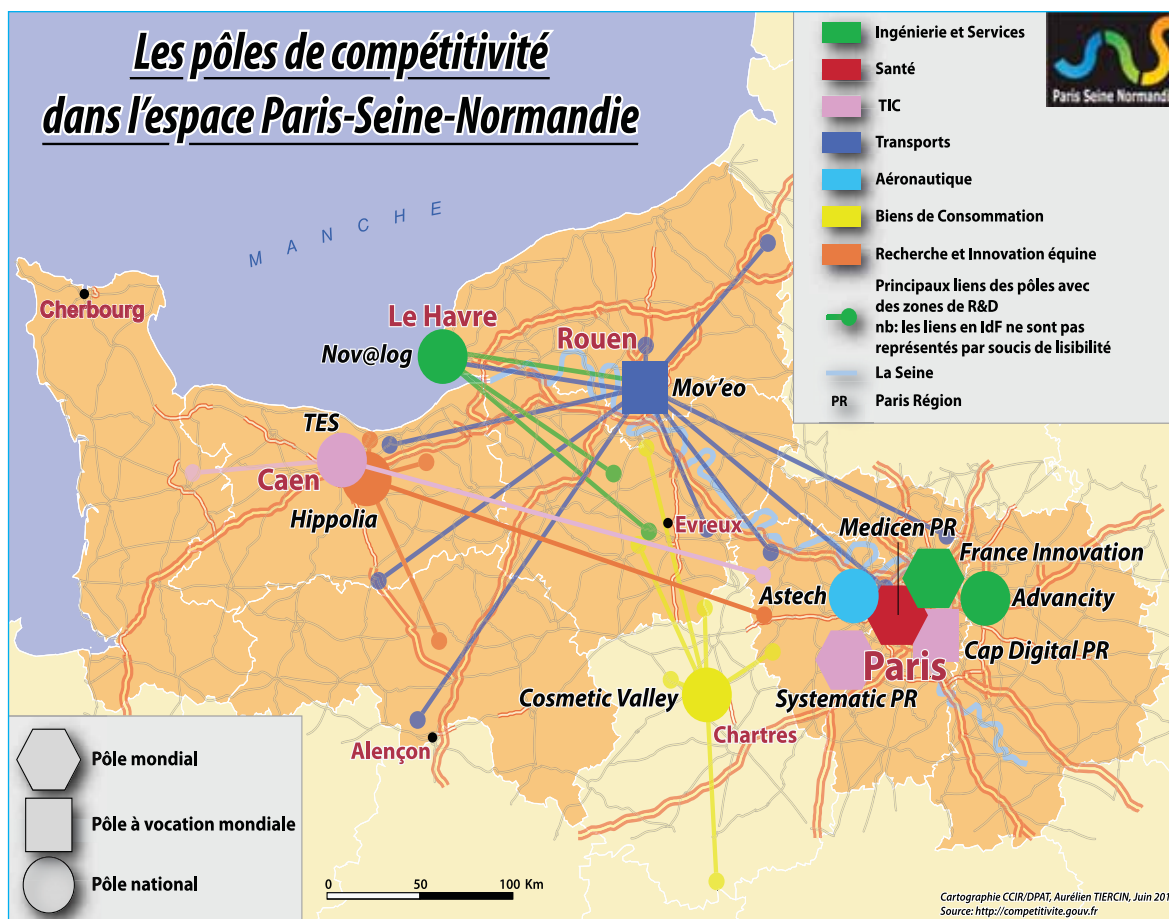 Les pôles de compétitivité
dans l'espace Paris-Seine-Normandie
Ingénierie et Services
Santé
TIC
Transports
Aéronautique
Biens de Consommation
Recherche et Innovation équine
Principaux liens des pôles avec
des zones de R&D
nb: les liens en IdF ne sont pas
représentés par soucis de lisibilité
La Seine
PR Paris Région
Paris Seine Normandi
MANCHE
Cherbourg
Le Havre
Nov@log
Rouen
Mov'eo
TES
Caen
Hippolia
Evreux
Medicen PR
France Innovation
Astech
Advancity
Paris
Cap Digital PR
Systematic PR
Cosmetic Valley
Chartres
Alençon
Pôle mondial
Pôle à vocation mondiale
Pôle national
0 50 100 Km
Cartographie CCIR/DPAT, Aurélien TIERCIN, Juin 201
Source: http://competitivite.gouv.fr